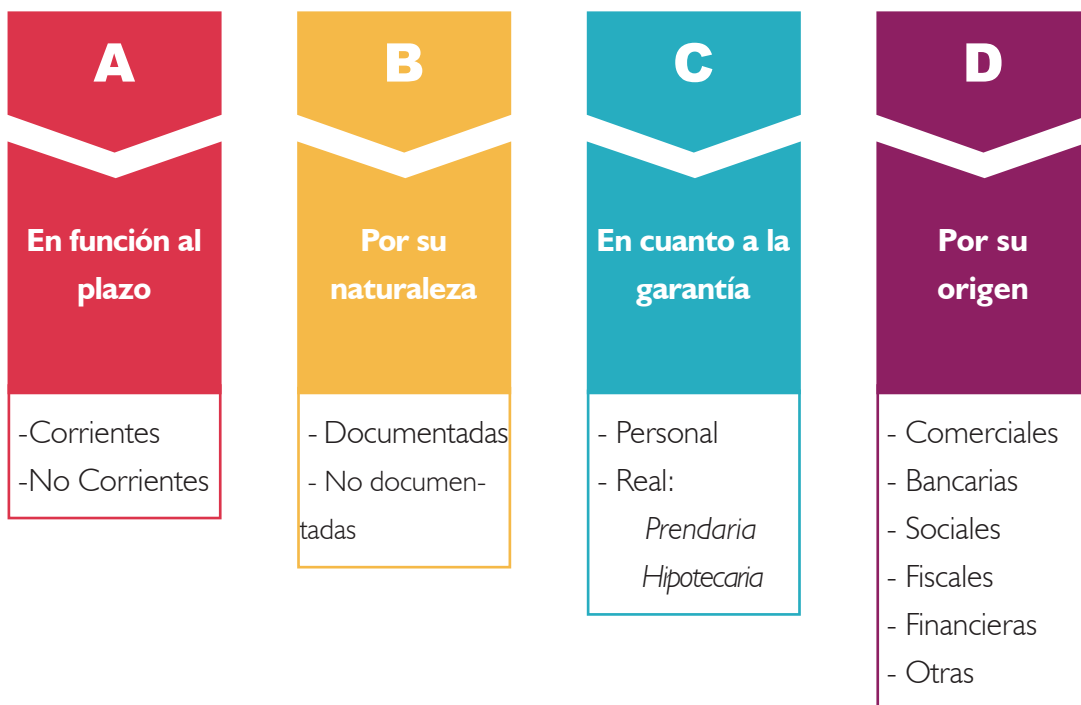 A
En función al
plazo
-Corrientes
-No Corrientes
B
Por su
naturaleza
- Documentadas
- No documen-
tadas
C
En cuanto a la
garantía
- Personal
- Real:
Prendaria
Hipotecaria
D
Por su
origen
- Comerciales
- Bancarias
- Sociales
- Fiscales
- Financieras
- Otras